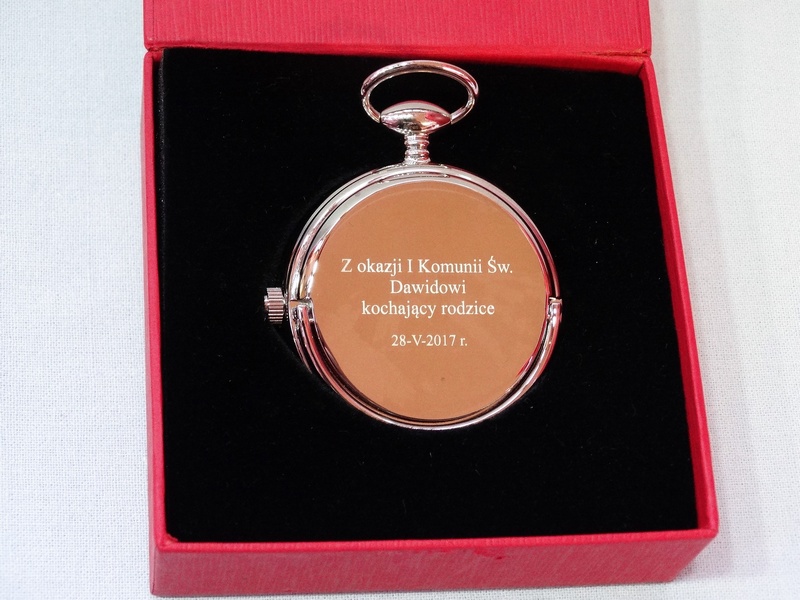 Z okazji I Komunii Św.
Dawidowi
kochający rodzice
28-V-2017 r.